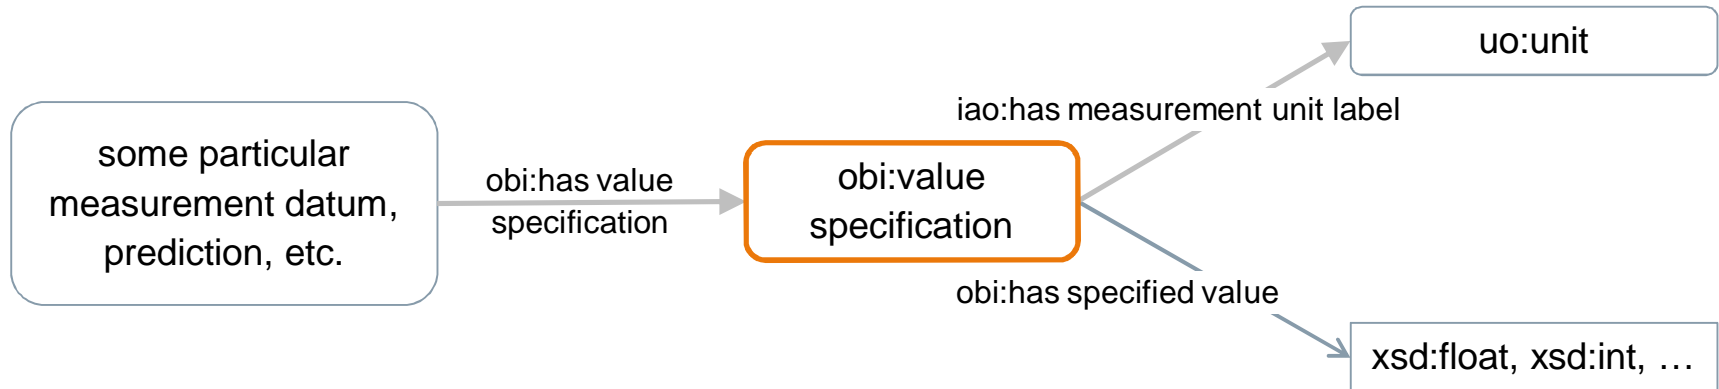 some particular
measurement datum,
prediction, etc.
obi:has value
specification
obi:value
specification
iao:has measurement unit label
uo:unit
obi:has specified value
xsd:float, xsd:int, …